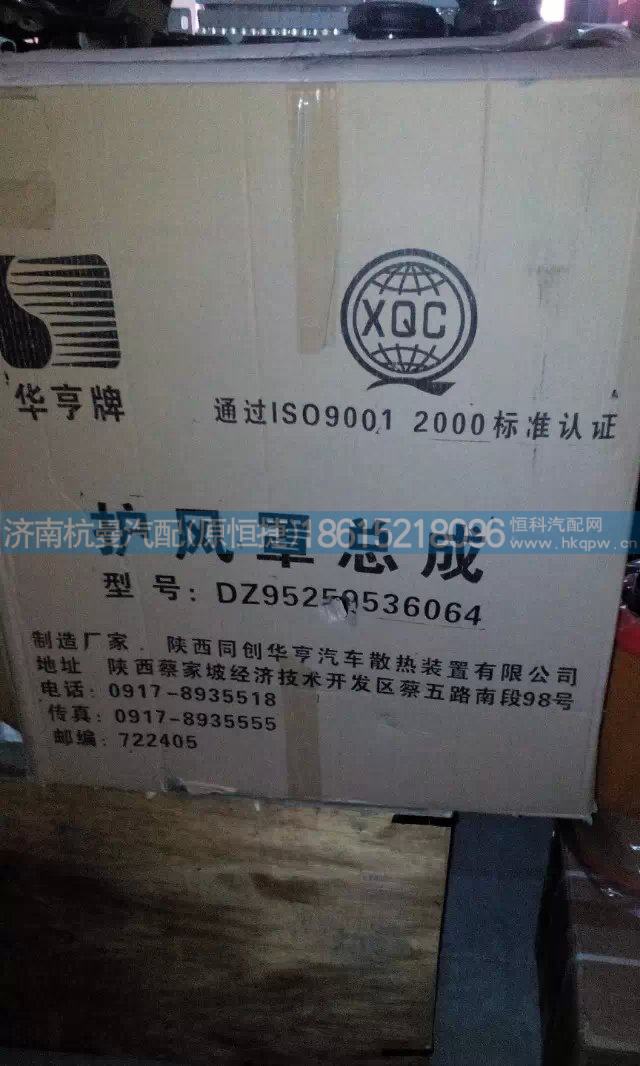 XQC
华亨牌
通过ISO9001 2000标准认证
护风罩总成
济南杭曼汽配(原恒科) 18615218096 恒科汽配网
www.hkqpw.cn
型号: DZ95259536064
制造厂家. 陕西同创华亨汽车散热装置有限公司
地址 陕西蔡家坡经济技术开发区蔡五路南段98号
电话: 0917-8935518
传真: 0917-8935555
邮编: 722405